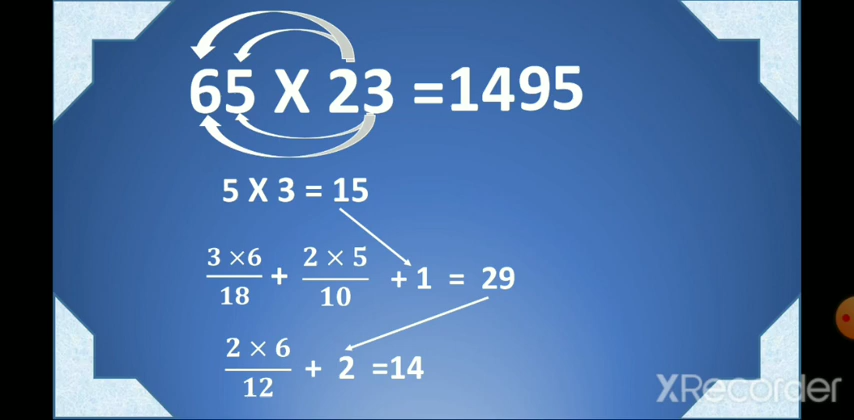 65 X 23 =1495
5 X 3 = 15
3 ×6/18 + 2 × 5/10 + 1 = 29
2 × 6/12 + 2 =14
XRecorder